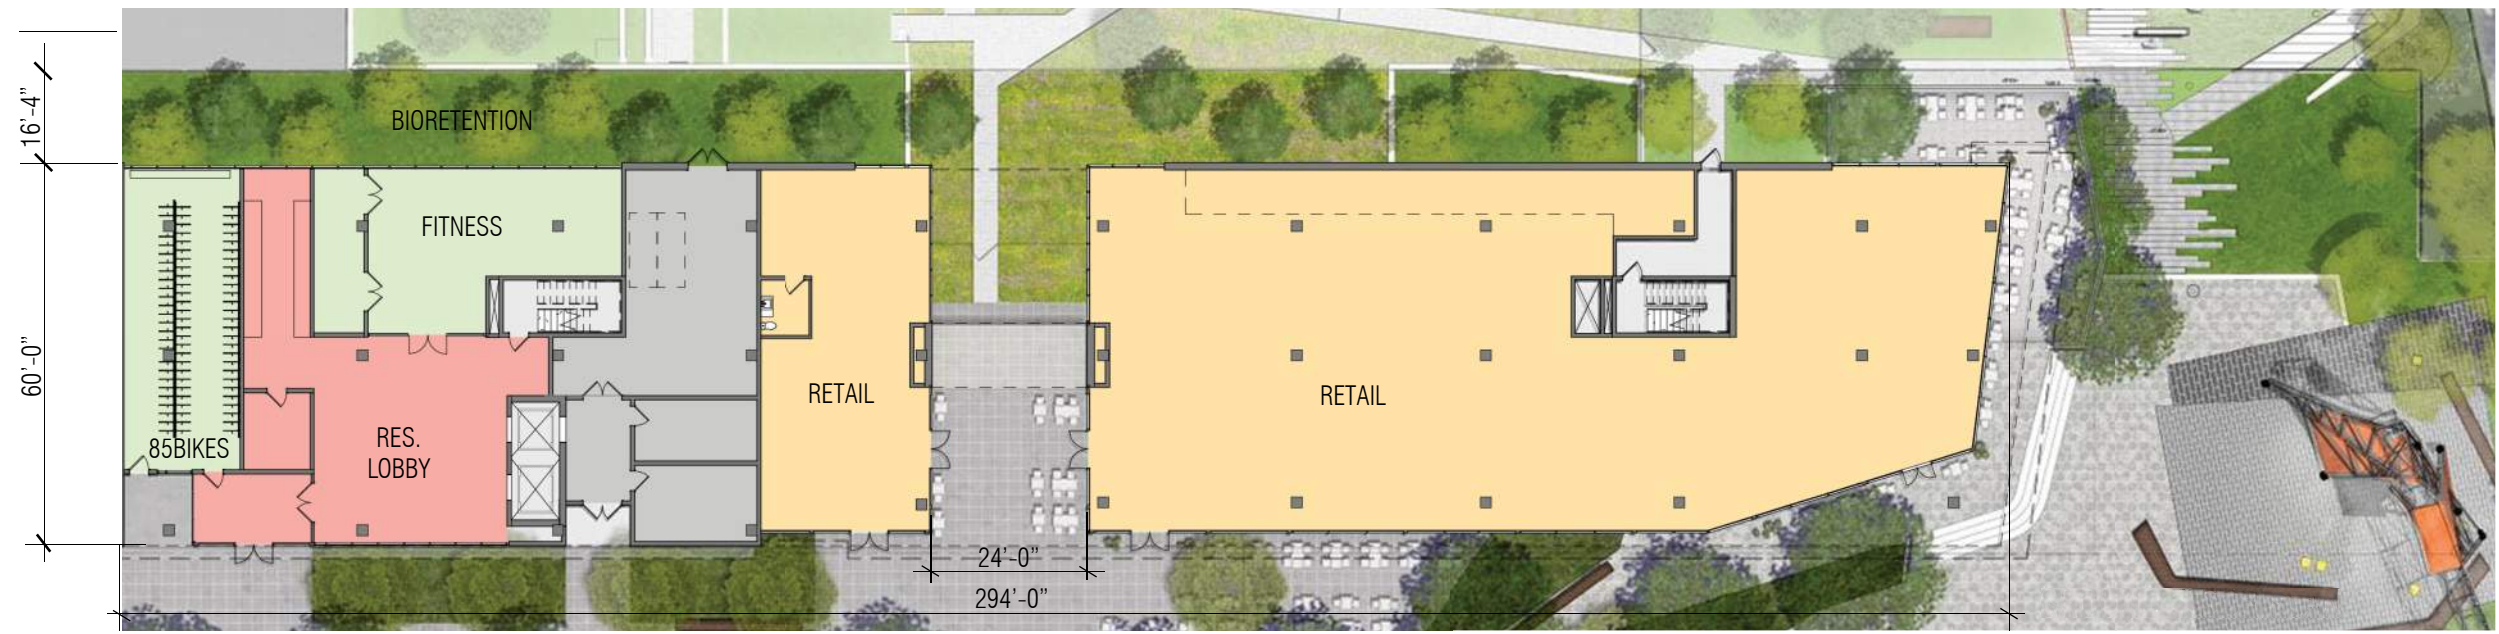 16'-4"
BIORETENTION
FITNESS
60'-0"
RETAIL
RETAIL
85BIKES
RES.
LOBBY
24'-0"
294'-0"